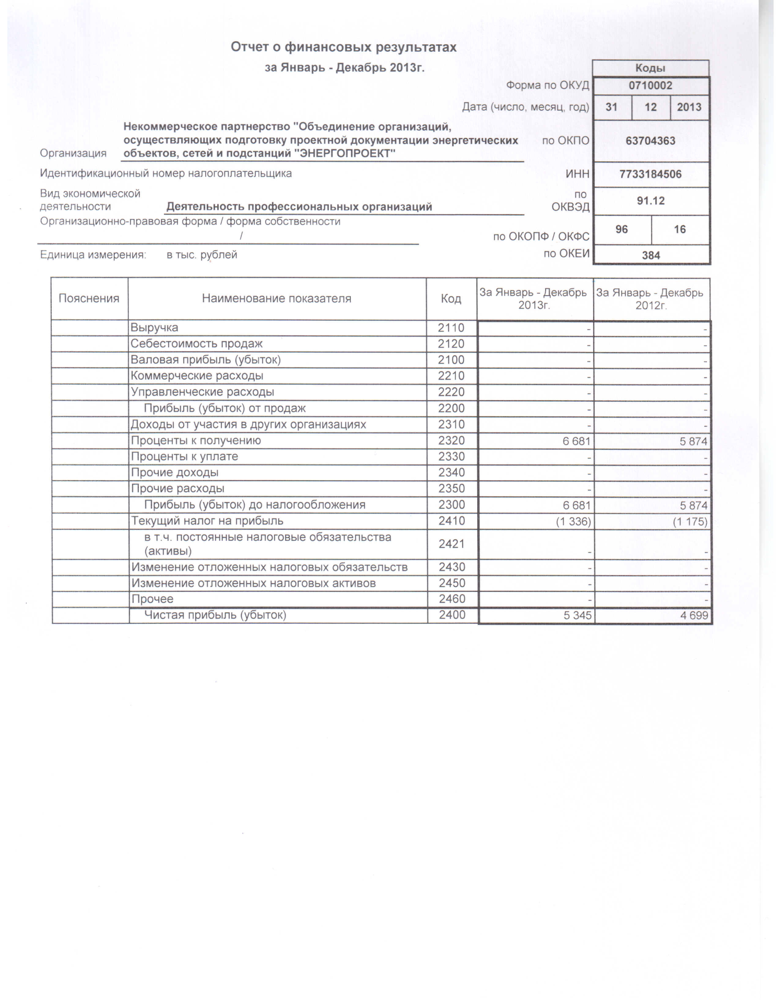 Отчет о финансовых результатах
за Январь - Декабрь 2013г.
Коды
Форма по ОКУД 0710002
Дата (число, месяц, год) 31 12 2013
Некоммерческое партнерство "Объединение организаций,
осуществляющих подготовку проектной документации энергетических по ОКПО 63704363
Организация объектов, сетей и подстанций "ЭНЕРГОПРОЕКТ"
Идентификационный номер налогоплательщика ИНН 7733184506
Вид экономической по
деятельности Деятельность профессиональных организаций ОКВЭД 91.12
Организационно-правовая форма / форма собственности
/ по ОКОПФ / ОКФС 96 16
Единица измерения: в тыс. рублей по ОКЕИ 384
Пояснения Наименование показателя Код За Январь - Декабрь 2013г. За Январь - Декабрь 2012г.
Выручка 2110 - -
Себестоимость продаж 2120 - -
Валовая прибыль (убыток) 2100 - -
Коммерческие расходы 2210 - -
Управленческие расходы 2220 - -
Прибыль (убыток) от продаж 2200 - -
Доходы от участия в других организациях 2310 - -
Проценты к получению 2320 6 681 5 874
Проценты к уплате 2330 - -
Прочие доходы 2340 - -
Прочие расходы 2350 - -
Прибыль (убыток) до налогообложения 2300 6 681 5 874
Текущий налог на прибыль 2410 (1 336) (1 175)
в т.ч. постоянные налоговые обязательства
(активы) 2421 - -
Изменение отложенных налоговых обязательств 2430 - -
Изменение отложенных налоговых активов 2450 - -
Прочее 2460 - -
Чистая прибыль (убыток) 2400 5 345 4 699